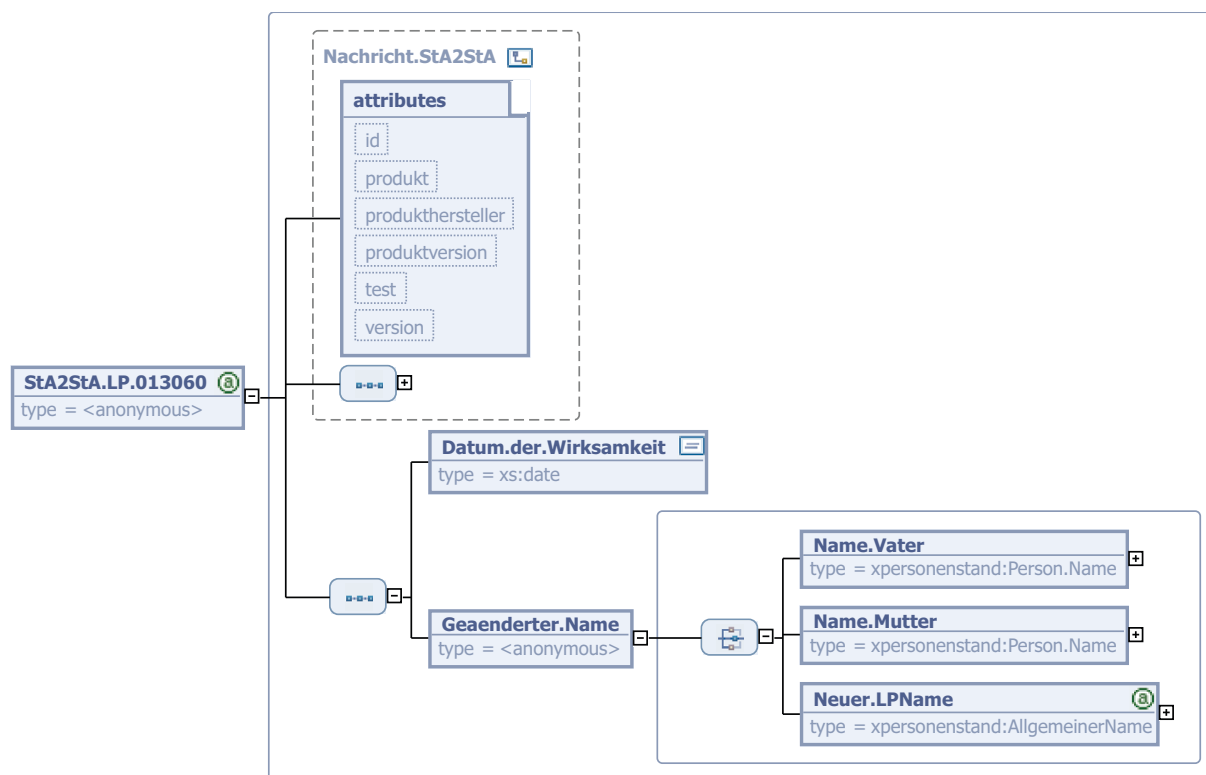 Nachricht.StA2StA
attributes
id
produkt
produkthersteller
produktversion
test
version
StA2StA.LP.013060
type = <anonymous>
Datum.der.Wirksamkeit
type = xs:date
Geaenderter.Name
type = <anonymous>
Name.Vater
type = xpersonenstand:Person.Name
Name.Mutter
type = xpersonenstand:Person.Name
Neuer.LPName
type = xpersonenstand:AllgemeinerName